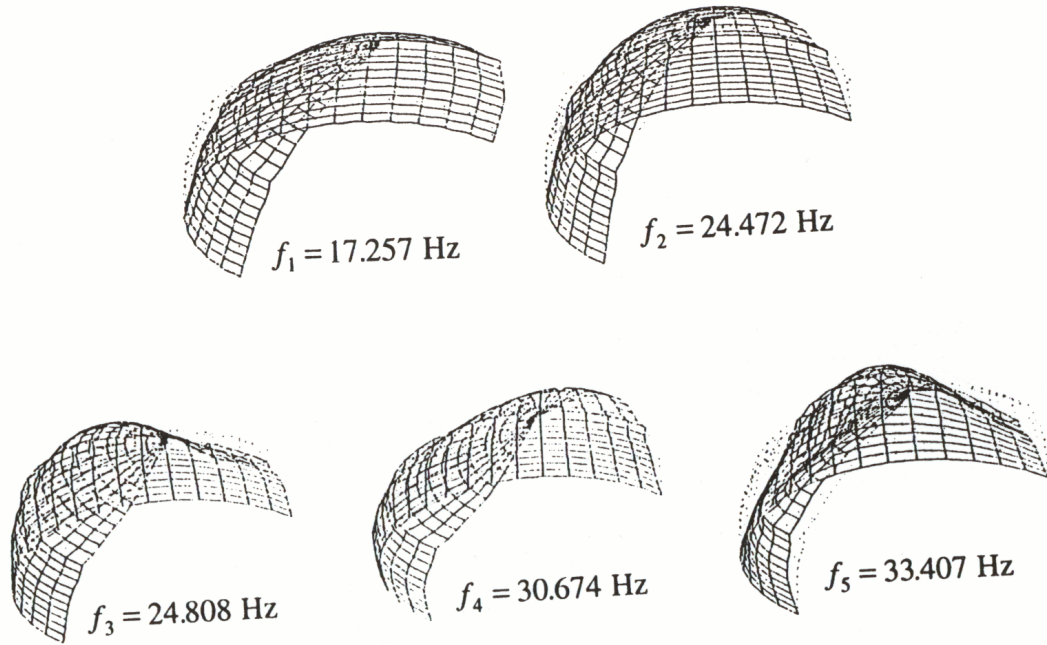 f₁ = 17.257 Hz
f₂ = 24.472 Hz
f₃ = 24.808 Hz
f₄ = 30.674 Hz
f₅ = 33.407 Hz